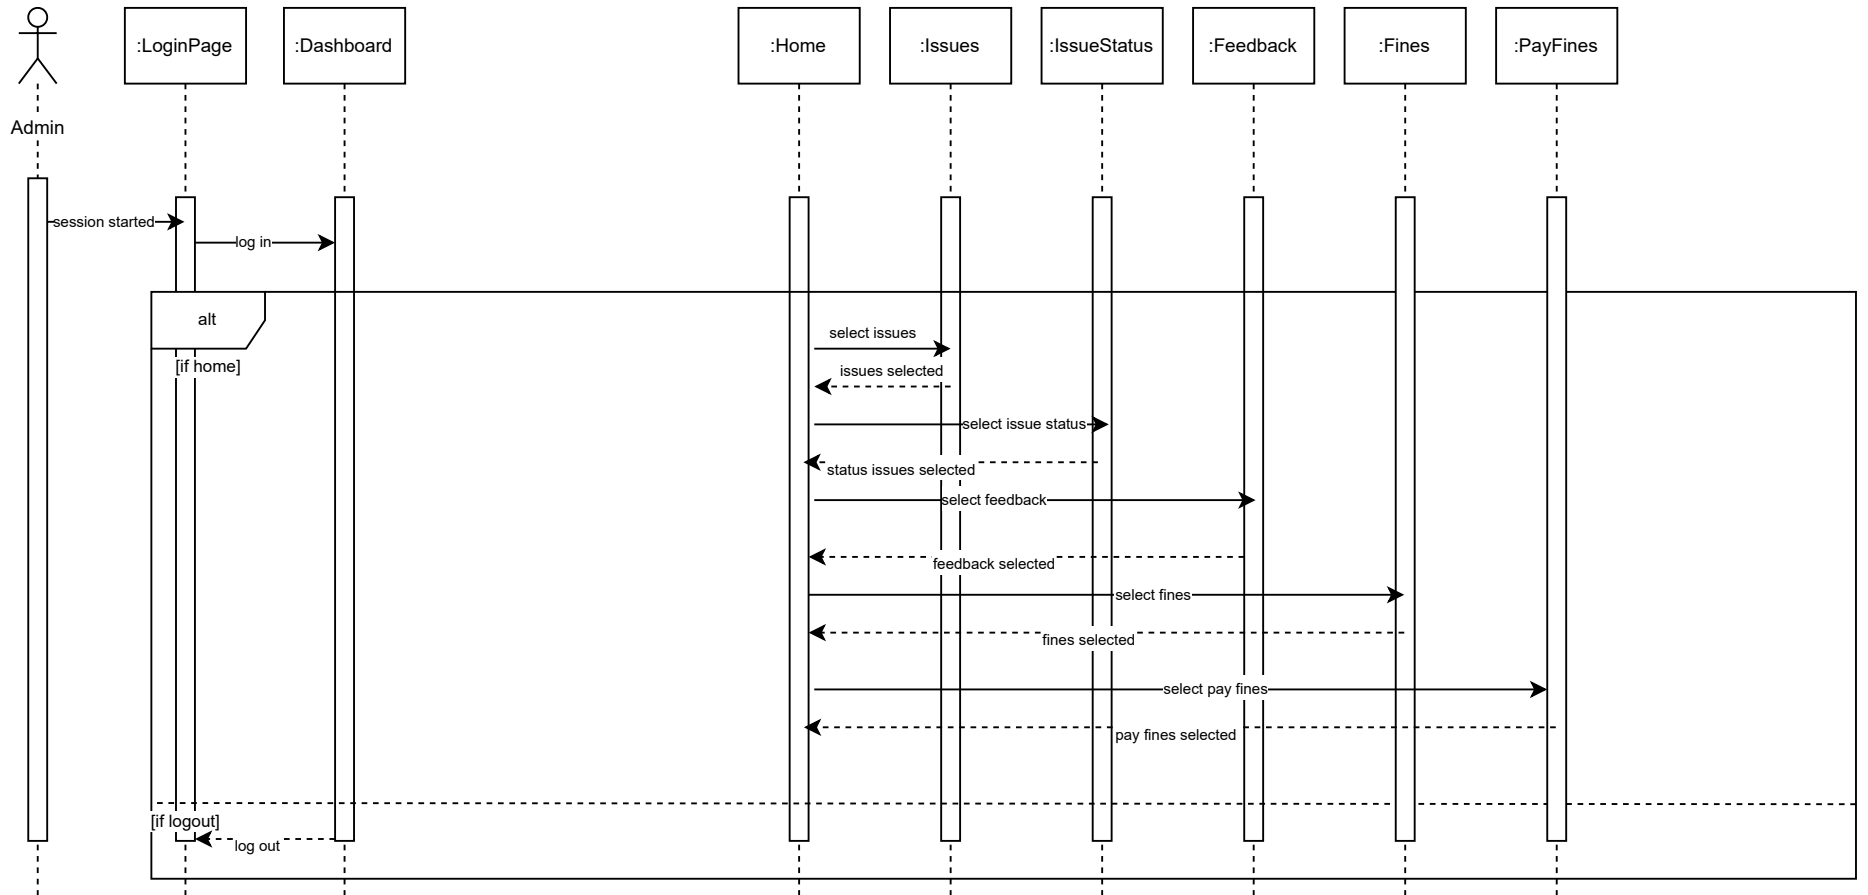 :LoginPage
:Dashboard
:Home
:Issues
:IssueStatus
:Feedback
:Fines
:PayFines
Admin
session started
log in
alt
select issues
[if home]
issues selected
select issue status
status issues selected
select feedback
feedback selected
select fines
fines selected
select pay fines
pay fines selected
[if logout]
log out